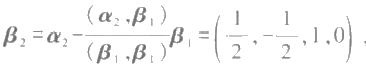 β₂ = α₂ − (α₂, β₁)/(β₁, β₁) β₁ = (1/2, −1/2, 1, 0),